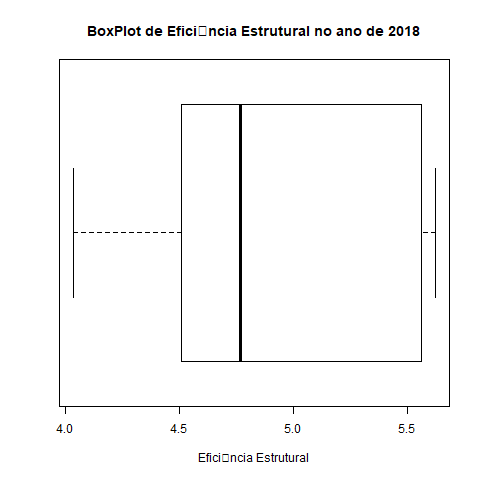 BoxPlot de Efici□ncia Estrutural no ano de 2018
4.0 4.5 5.0 5.5
Efici□ncia Estrutural